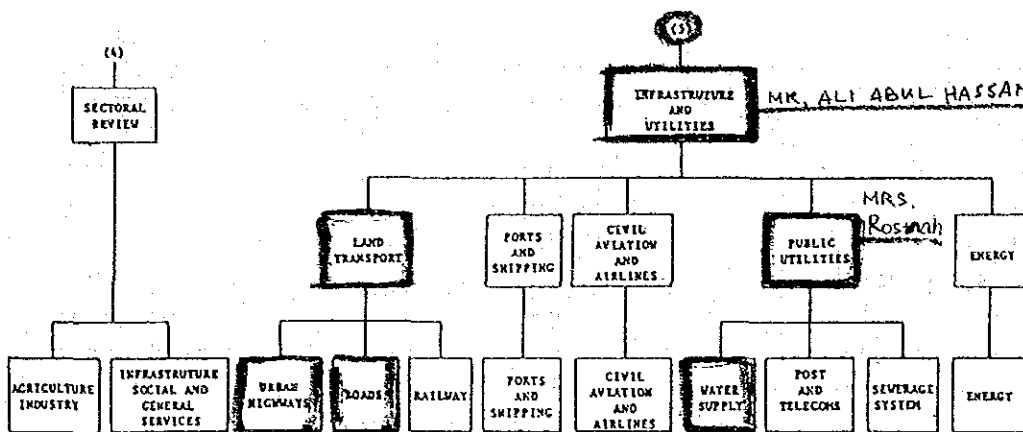 (4)
(5)
SECTORAL
REVIEW
INFRASTRUTURE
AND
UTILITIES
MR. ALI ABUL HASSAN
LAND
TRANSPORT
PORTS
AND
SHIPPING
CIVIL
AVIATION
AND
AIRLINES
PUBLIC
UTILITIES
MRS.
Rosmah
ENERGY
AGRICULTURE
INDUSTRY
INFRASTRUTURE
SOCIAL AND
GENERAL
SERVICES
URBAN
HIGHWAYS
ROADS
RAILWAY
PORTS
AND
SHIPPING
CIVIL
AVIATION
AND
AIRLINES
WATER
SUPPLY
POST
AND
TELECOMS
SEWERAGE
SYSTEM
ENERGY